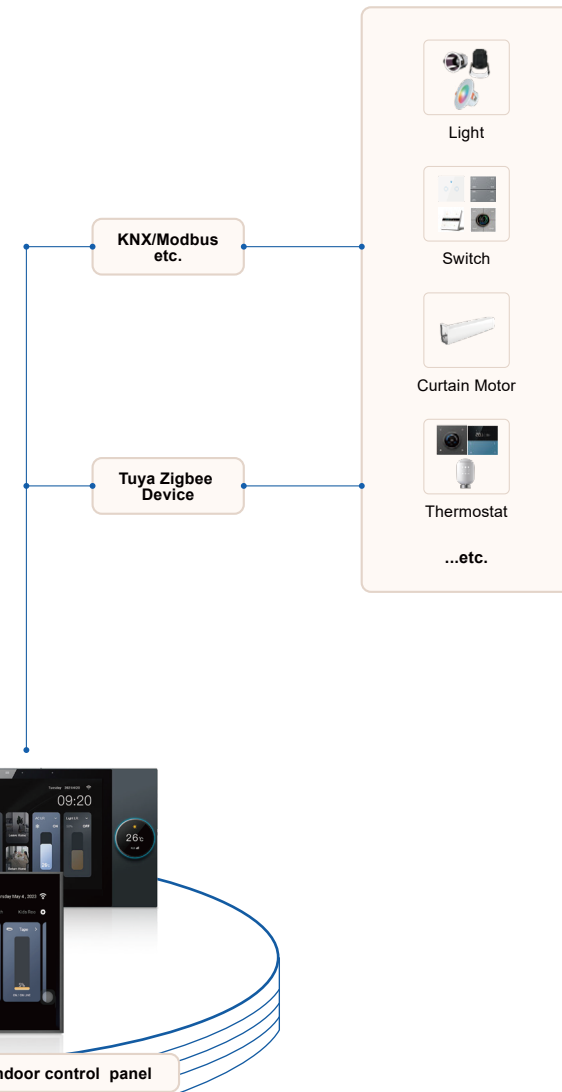 Light
Switch
KNX/Modbus
etc.
Curtain Motor
Tuya Zigbee
Device
Thermostat
...etc.
09:20
26
ndoor control panel